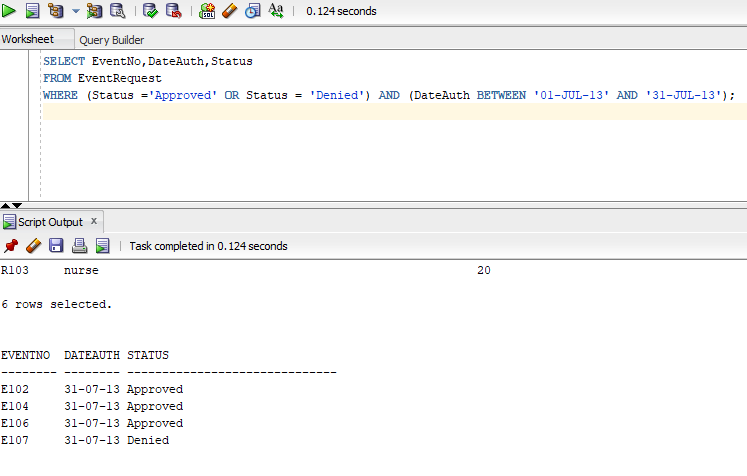 0.124 seconds
Worksheet Query Builder
SELECT EventNo,DateAuth,Status
FROM EventRequest
WHERE (Status ='Approved' OR Status = 'Denied') AND (DateAuth BETWEEN '01-JUL-13' AND '31-JUL-13');
Script Output x
Task completed in 0.124 seconds
R103 nurse 20
6 rows selected.
EVENTNO DATEAUTH STATUS
-------- -------- ------------------------------
E102 31-07-13 Approved
E104 31-07-13 Approved
E106 31-07-13 Approved
E107 31-07-13 Denied